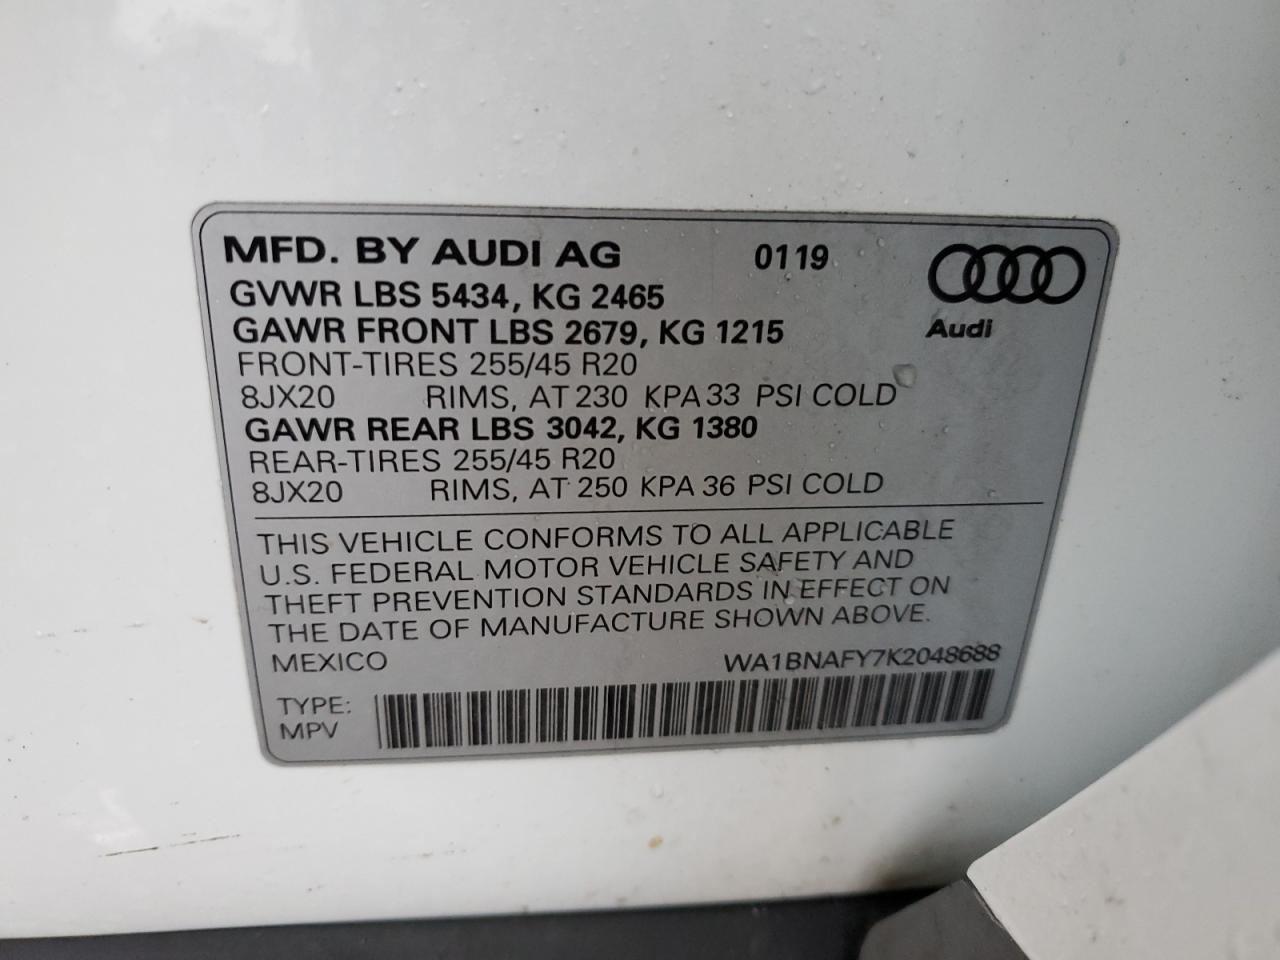 MFD. BY AUDI AG 0119
GVWR LBS 5434, KG 2465
GAWR FRONT LBS 2679, KG 1215
Audi
FRONT-TIRES 255/45 R20
8JX20 RIMS, AT 230 KPA 33 PSI COLD
GAWR REAR LBS 3042, KG 1380
REAR-TIRES 255/45 R20
8JX20 RIMS, AT 250 KPA 36 PSI COLD
THIS VEHICLE CONFORMS TO ALL APPLICABLE
U.S. FEDERAL MOTOR VEHICLE SAFETY AND
THEFT PREVENTION STANDARDS IN EFFECT ON
THE DATE OF MANUFACTURE SHOWN ABOVE.
MEXICO WA1BNAFY7K2048688
TYPE:
MPV